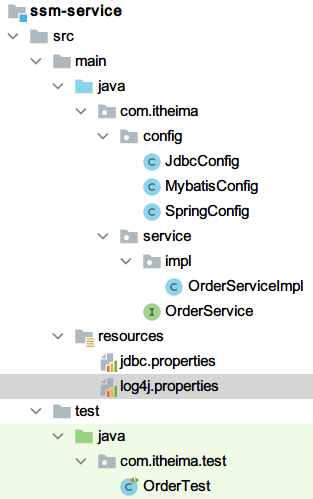 ssm-service
src
main
java
com.itheima
config
JdbcConfig
MybatisConfig
SpringConfig
service
impl
OrderServiceImpl
OrderService
resources
jdbc.properties
log4j.properties
test
java
com.itheima.test
OrderTest